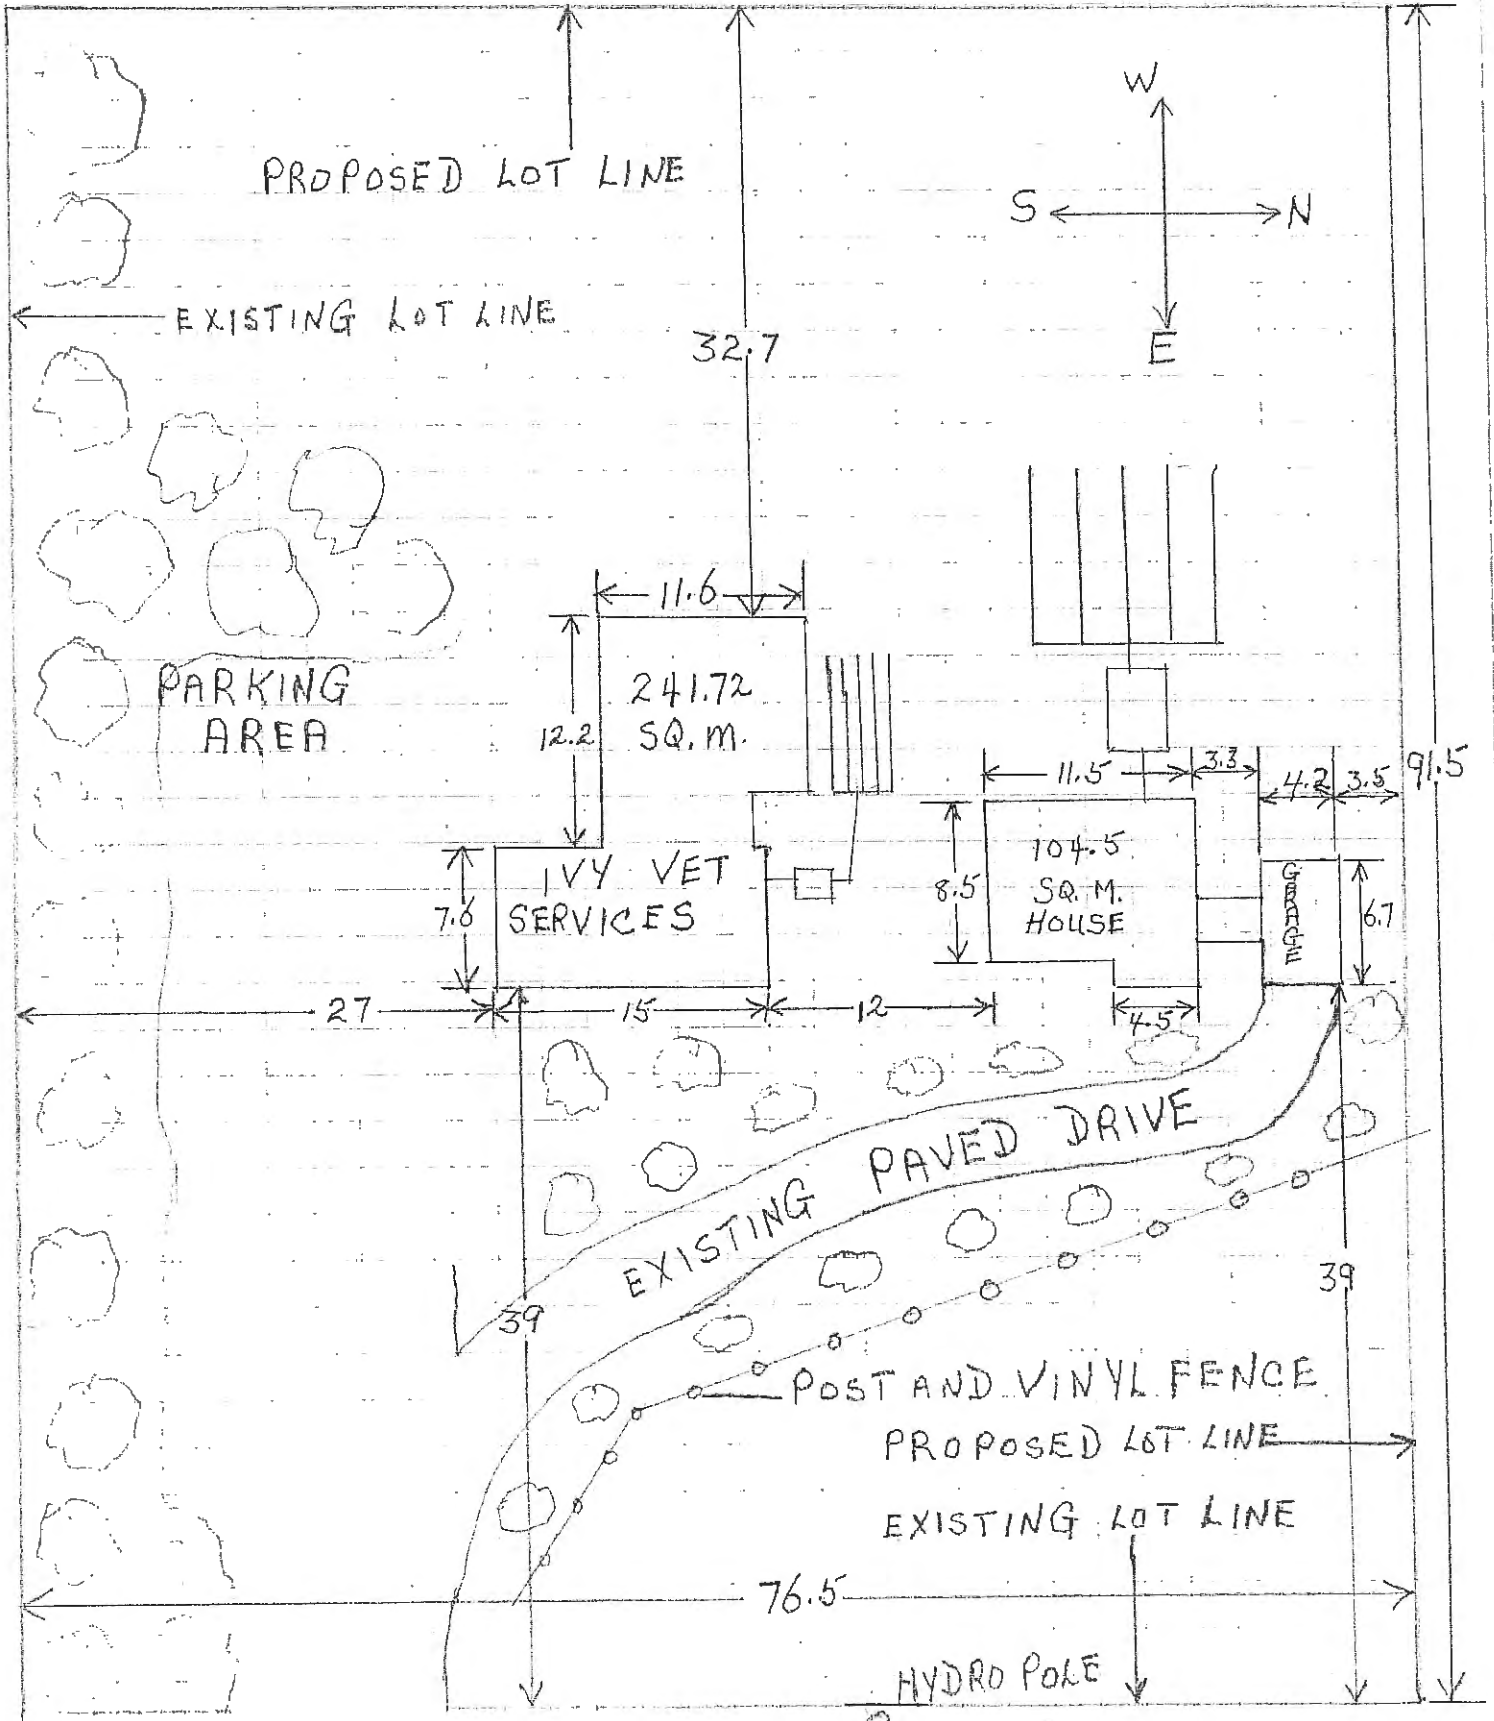 W
PROPOSED LOT LINE
S N
EXISTING LOT LINE
32.7
E
11.6
241.72
SQ. M.
12.2
PARKING
AREA
11.5
3.3
4.2
3.5
91.5
104.5
SQ. M.
HOUSE
8.5
GARAGE
6.7
IVY VET
SERVICES
7.6
27
15
12
4.5
EXISTING PAVED DRIVE
39
39
POST AND VINYL FENCE
PROPOSED LOT LINE
EXISTING LOT LINE
76.5
HYDRO POLE